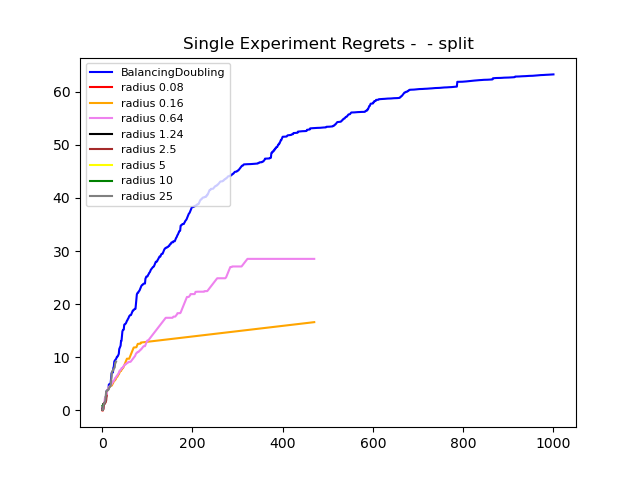 Single Experiment Regrets -  - split
BalancingDoubling
radius 0.08
radius 0.16
radius 0.64
radius 1.24
radius 2.5
radius 5
radius 10
radius 25
60
50
40
30
20
10
0
0 200 400 600 800 1000